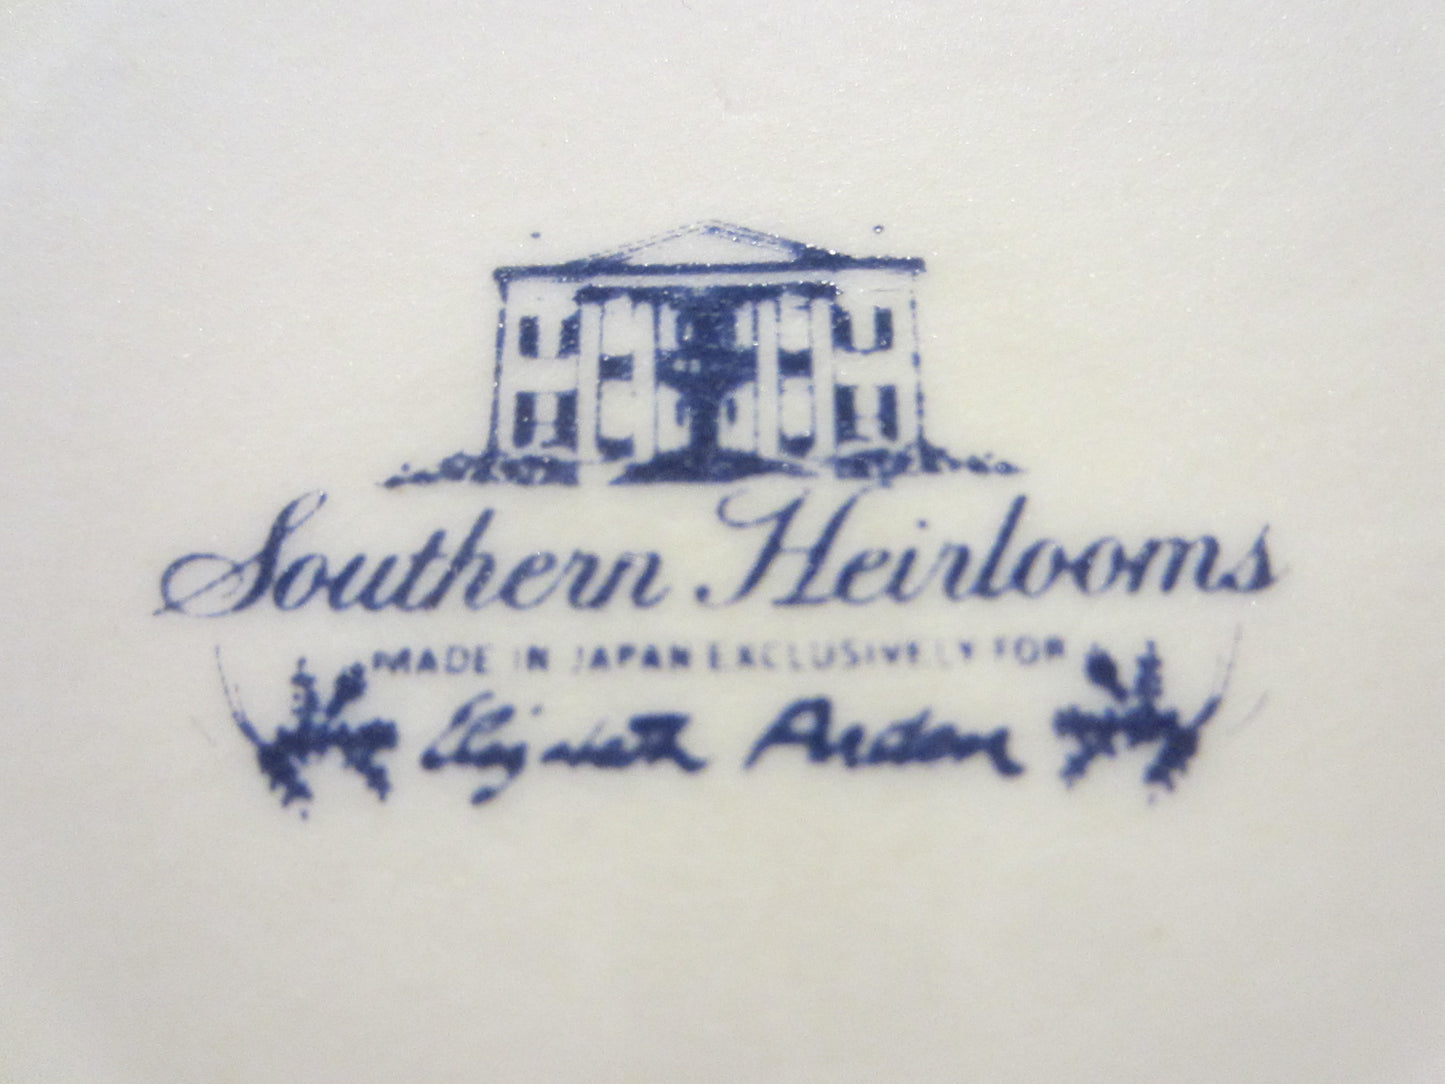 Southern Heirlooms
MADE IN JAPAN EXCLUSIVELY FOR
Elizabeth Arden